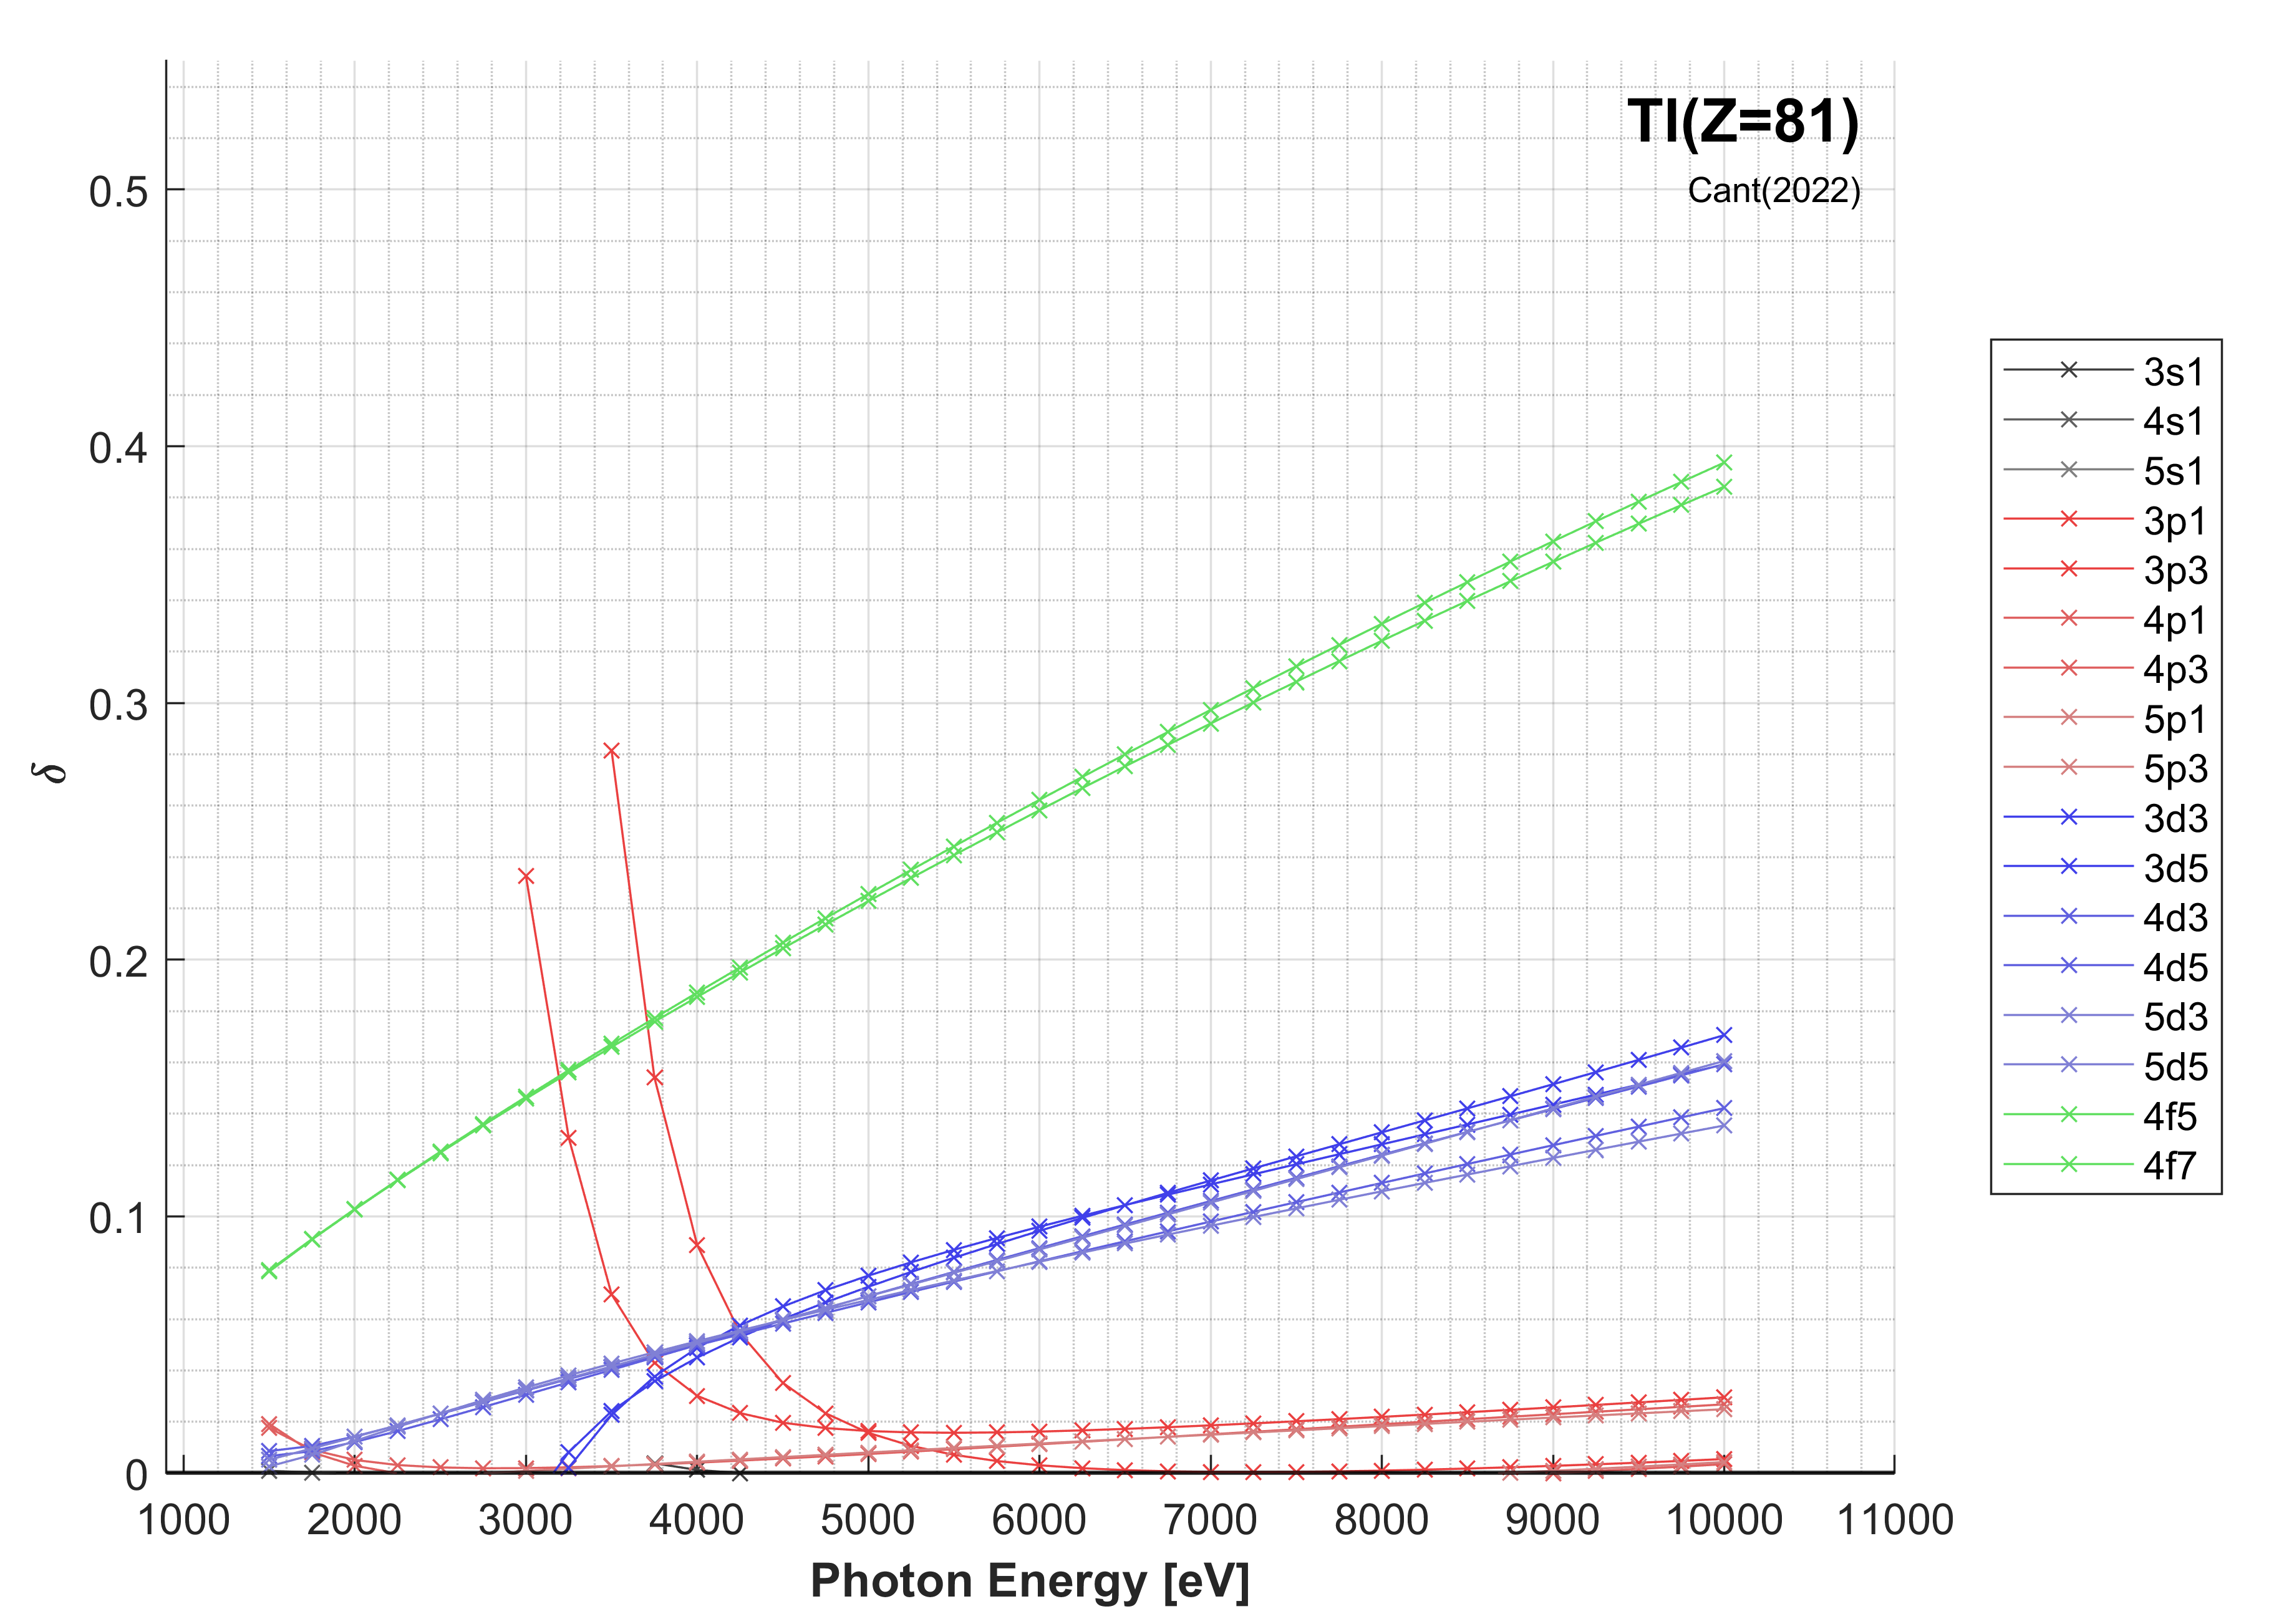 Tl(Z=81)
Cant(2022)
0.5
0.4
0.3
0.2
0.1
0
δ
1000 2000 3000 4000 5000 6000 7000 8000 9000 10000 11000
Photon Energy [eV]
3s1
4s1
5s1
3p1
3p3
4p1
4p3
5p1
5p3
3d3
3d5
4d3
4d5
5d3
5d5
4f5
4f7